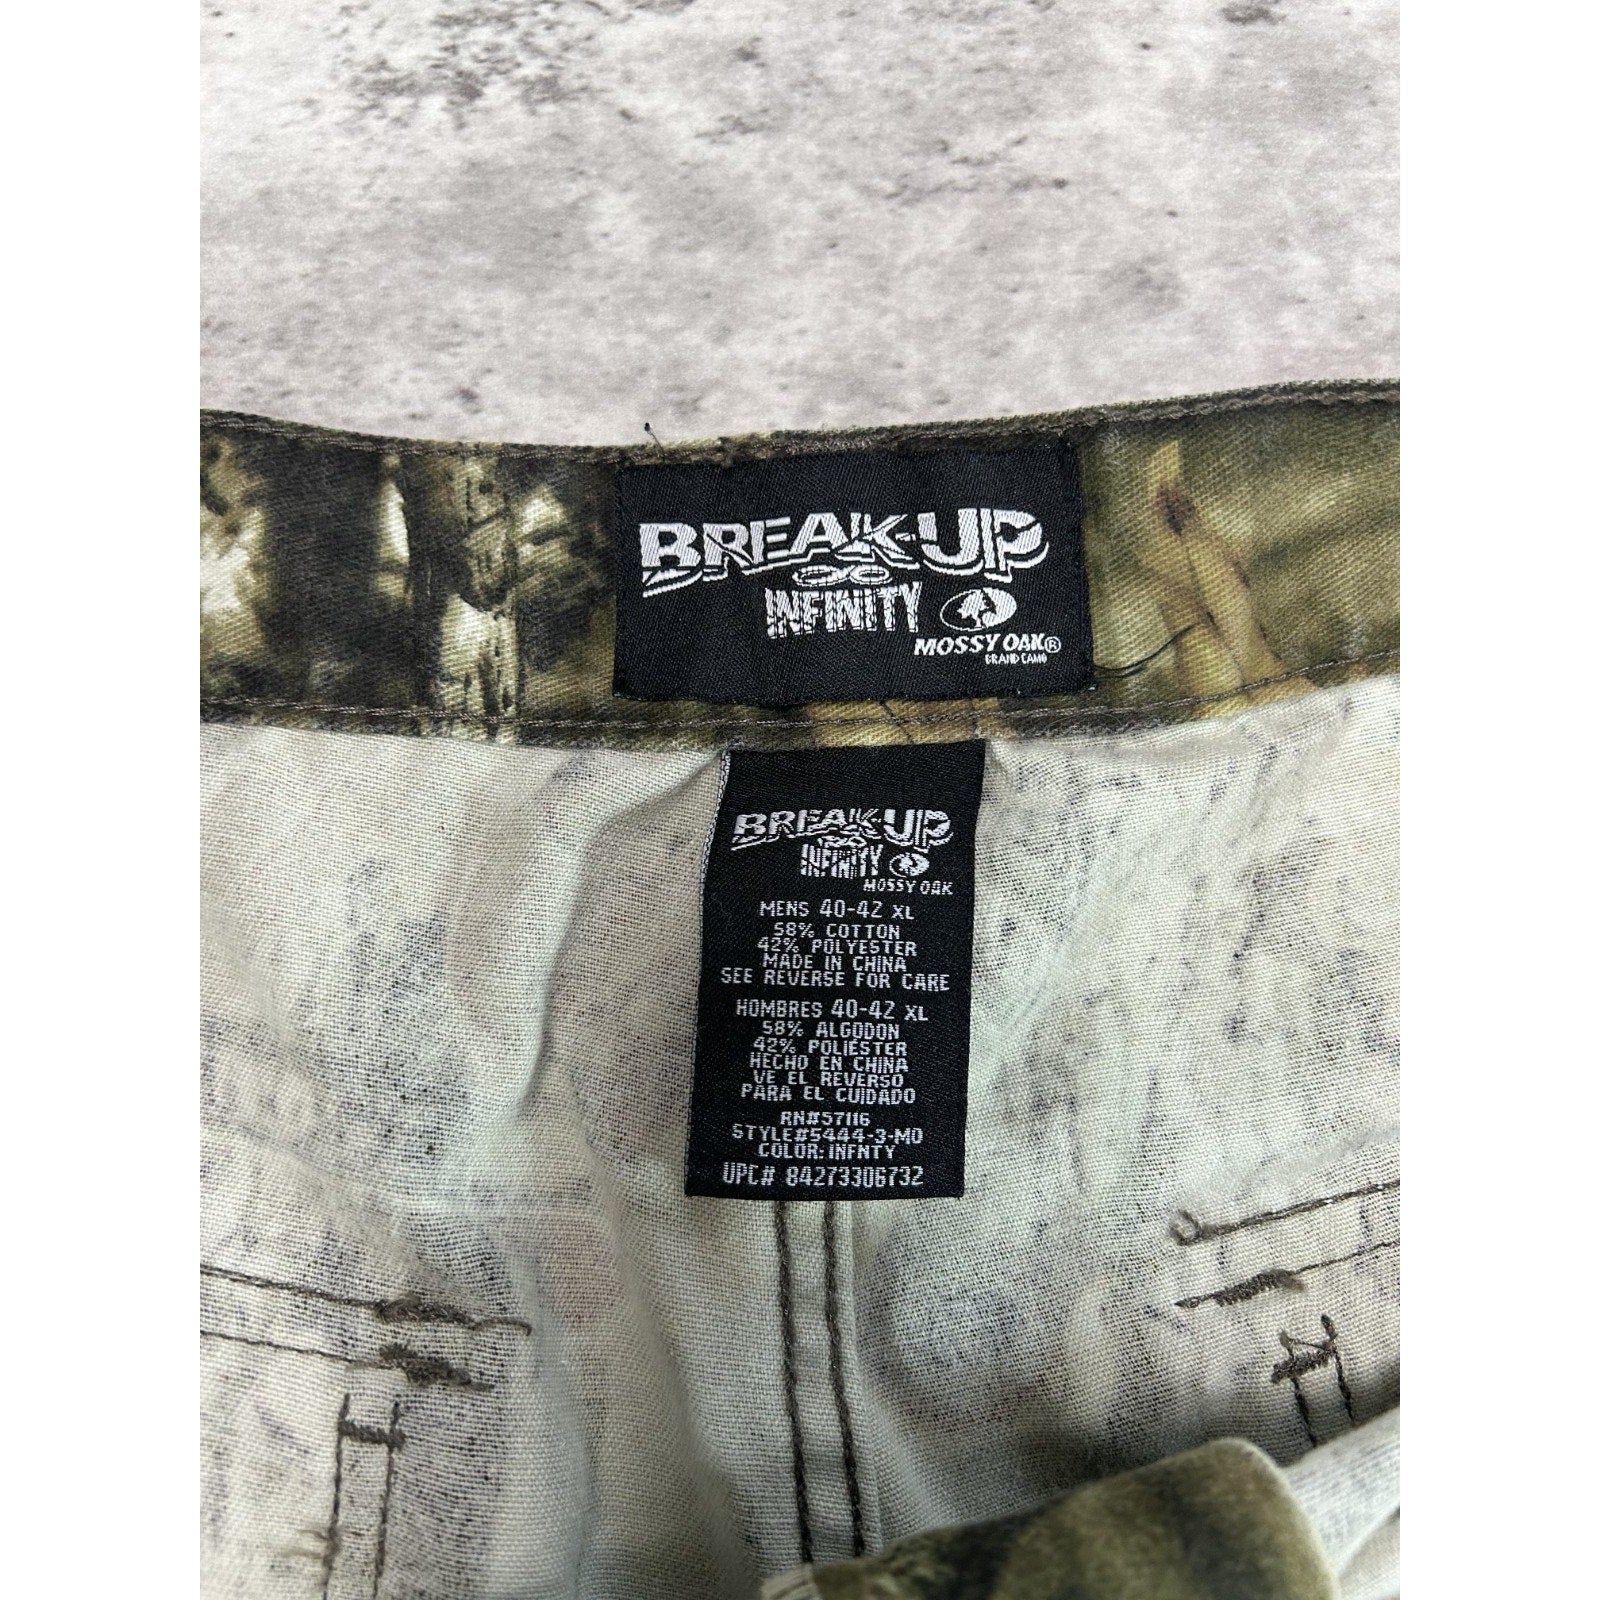 BREAK-UP
INFINITY
MOSSY OAK®
BRAND CAMO
BREAK-UP
INFINITY
MOSSY OAK
MENS 40-42 XL
58% COTTON
42% POLYESTER
MADE IN CHINA
SEE REVERSE FOR CARE
HOMBRES 40-42 XL
58% ALGODON
42% POLIÉSTER
HECHO EN CHINA
VE EL REVERSO
PARA EL CUIDADO
RN#57116
STYLE#5444-3-MO
COLOR: INFNTY
UPC# 84273306732